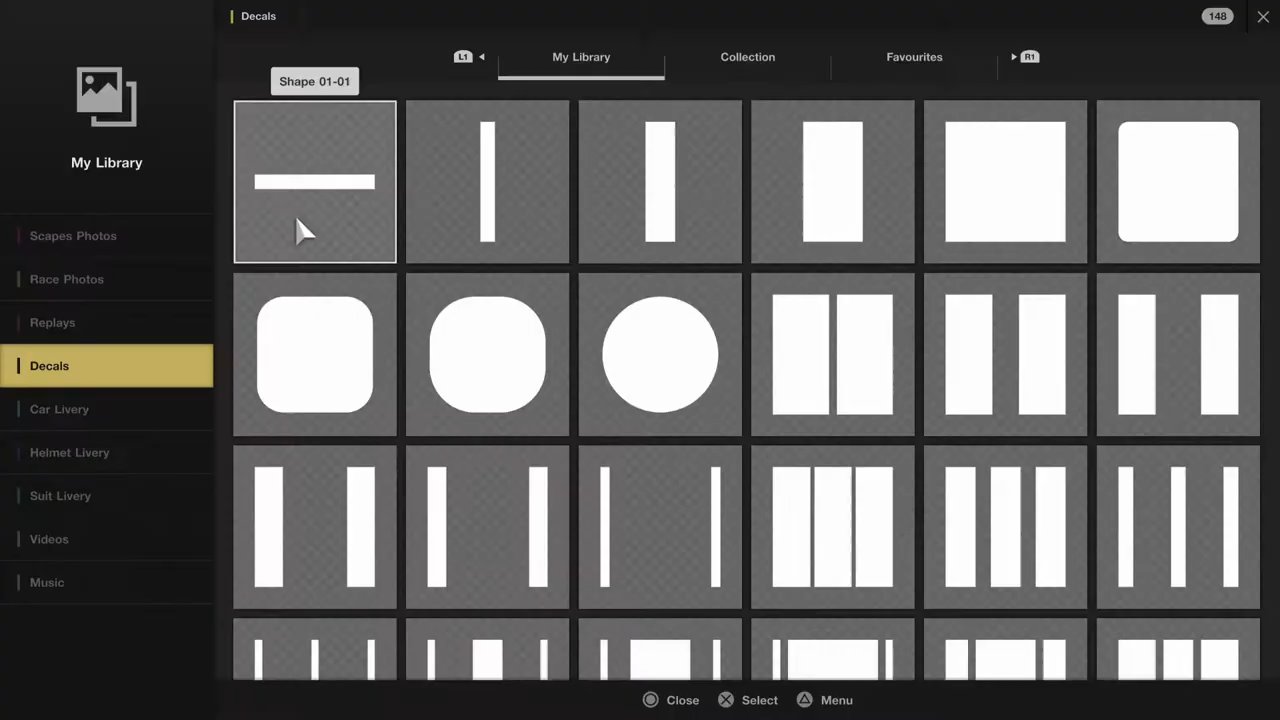 Decals
148
L1
My Library
Collection
Favourites
R1
Shape 01-01
My Library
Scapes Photos
Race Photos
Replays
Decals
Car Livery
Helmet Livery
Suit Livery
Videos
Music
Close
Select
Menu